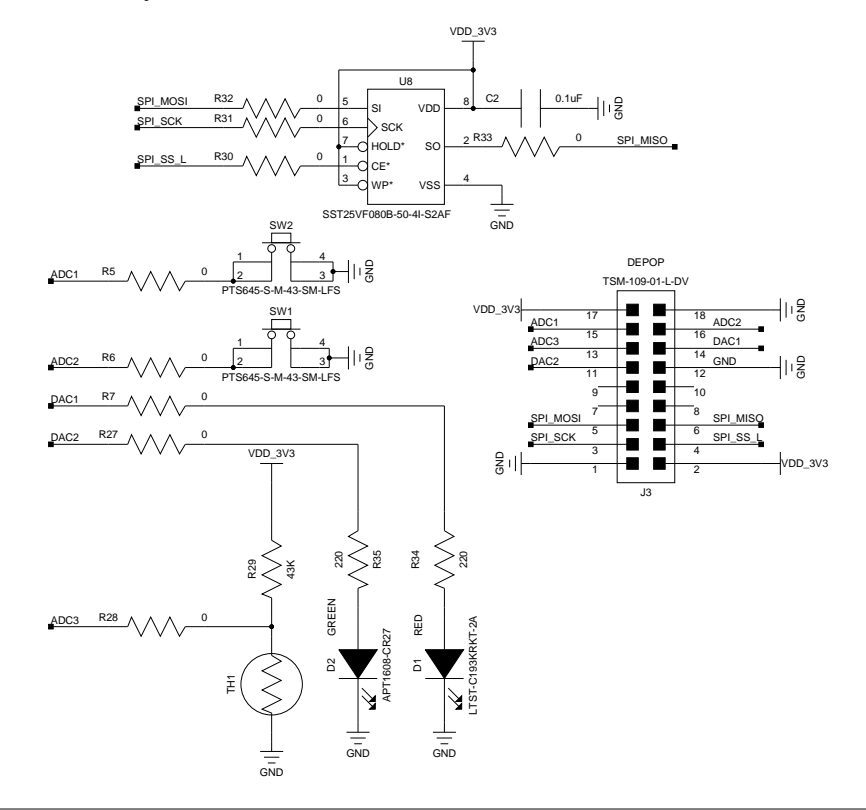 VDD_3V3
U8
SPI_MOSI R32 0 5 SI VDD 8 C2 0.1uF GND
SPI_SCK R31 0 6 SCK
7 HOLD* SO 2 R33 0 SPI_MISO
SPI_SS_L R30 0 1 CE*
3 WP* VSS 4
SST25VF080B-50-4I-S2AF
GND
SW2
1 4
ADC1 R5 0 2 3 GND
PTS645-S-M-43-SM-LFS
SW1
1 4
ADC2 R6 0 2 3 GND
PTS645-S-M-43-SM-LFS
DAC1 R7 0
DAC2 R27 0
VDD_3V3
R29 43K
220 R35
R34 220
ADC3 R28 0
GREEN
RED
TH1
D2 APT1608-CR27
D1 LTST-C193KRKT-2A
GND
GND
GND
DEPOP
TSM-109-01-L-DV
VDD_3V3 17 18 GND
ADC1 15 16 ADC2
ADC3 13 14 DAC1
DAC2 11 12 GND GND
9 10
7 8
SPI_MOSI 5 6 SPI_MISO
SPI_SCK 3 4 SPI_SS_L
GND 1 2 VDD_3V3
J3